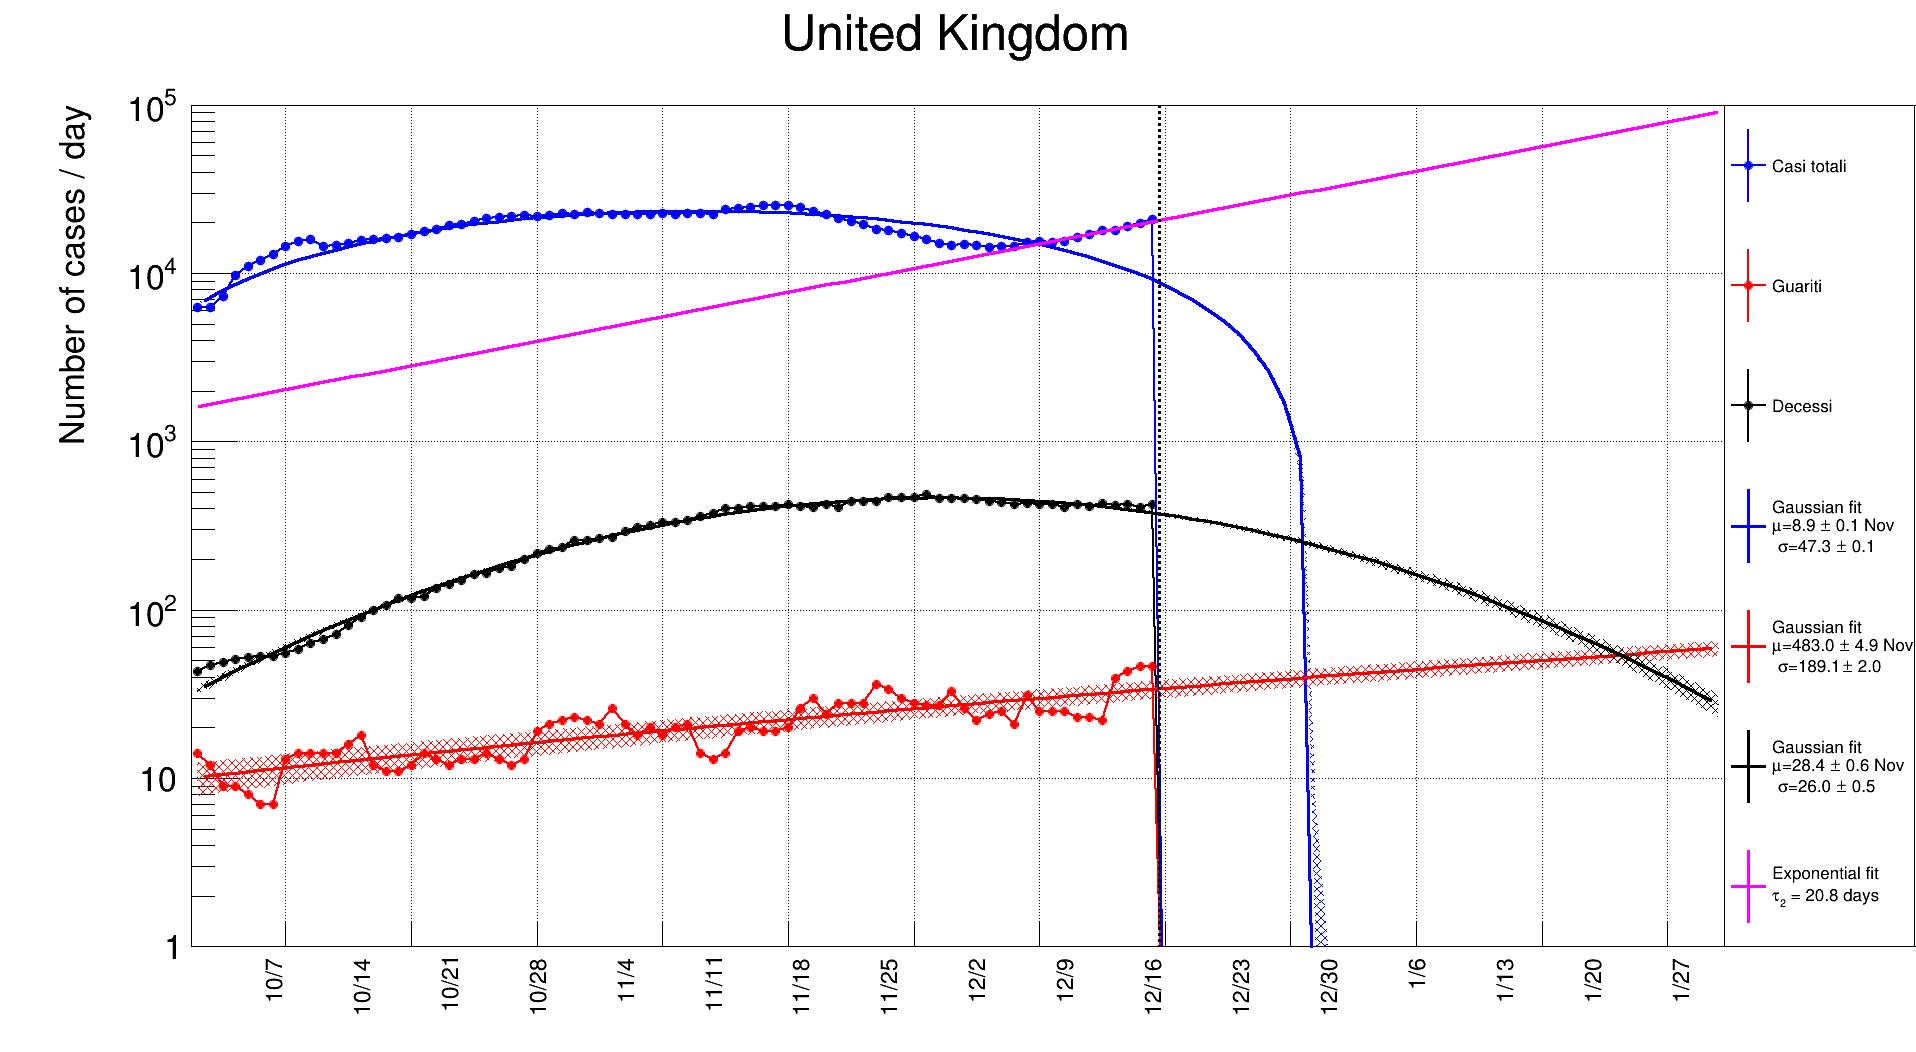 United Kingdom
Number of cases / day
10^5
10^4
10^3
10^2
10
1
10/7
10/14
10/21
10/28
11/4
11/11
11/18
11/25
12/2
12/9
12/16
12/23
12/30
1/6
1/13
1/20
1/27
Casi totali
Guariti
Decessi
Gaussian fit
μ=8.9 ± 0.1 Nov
σ=47.3 ± 0.1
Gaussian fit
μ=483.0 ± 4.9 Nov
σ=189.1 ± 2.0
Gaussian fit
μ=28.4 ± 0.6 Nov
σ=26.0 ± 0.5
Exponential fit
τ₂ = 20.8 days